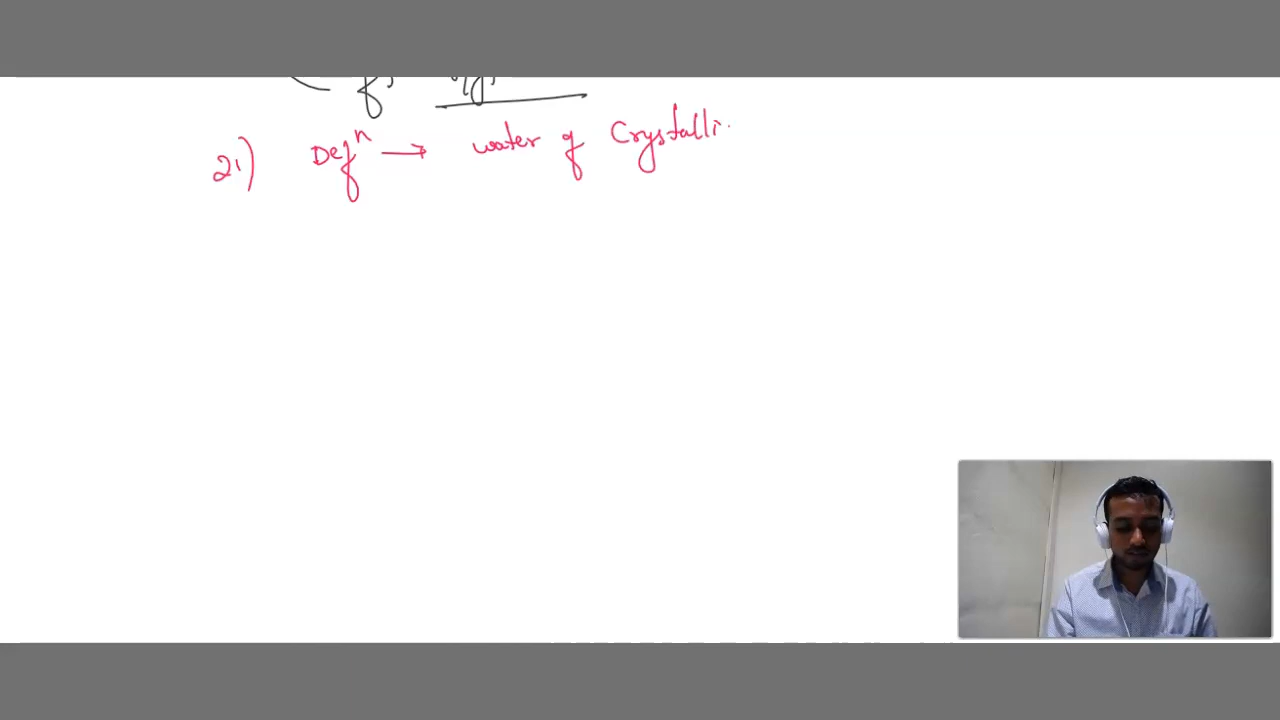 21) Defⁿ → water of Crystalli